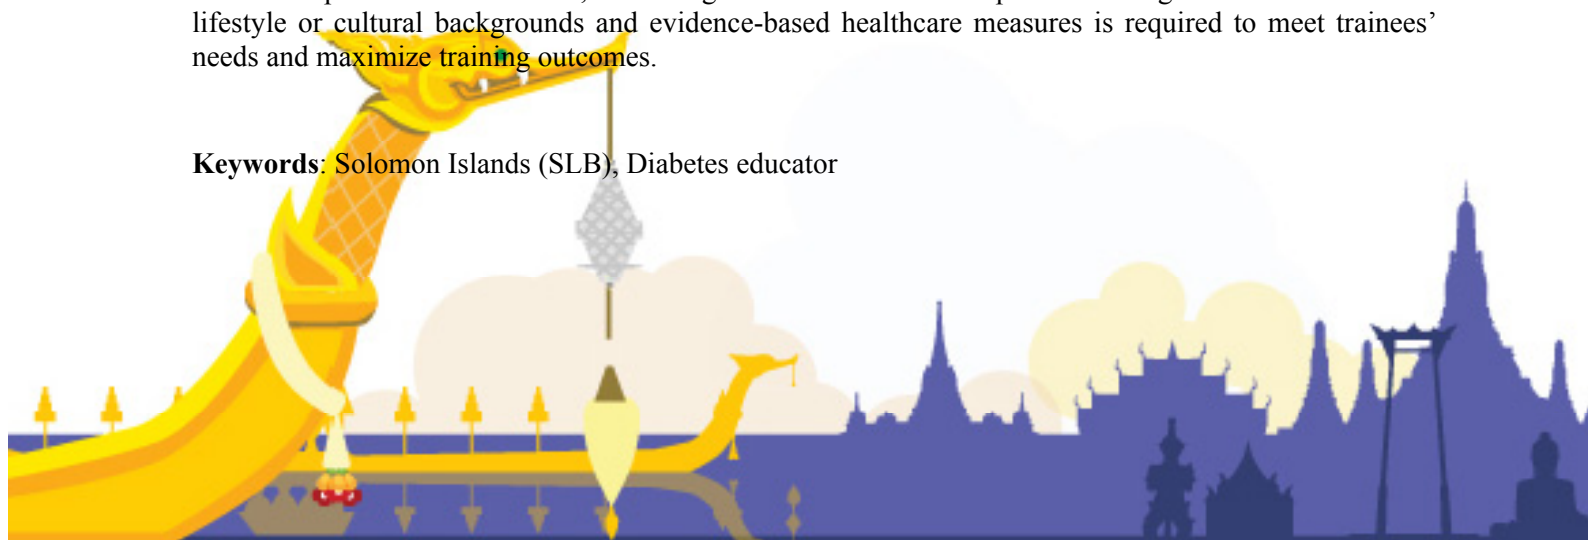 lifestyle or cultural backgrounds and evidence-based healthcare measures is required to meet trainees’
needs and maximize training outcomes.
Keywords: Solomon Islands (SLB), Diabetes educator